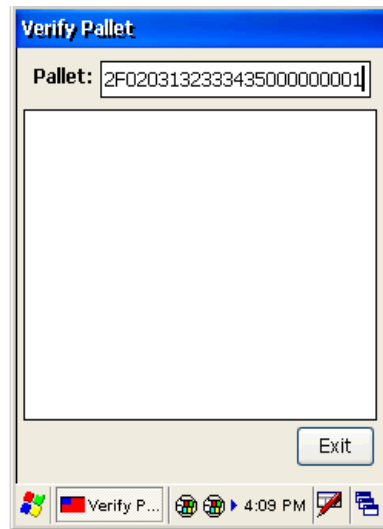 Verify Pallet
Pallet: 2F0203132333435000000001
Exit
Verify P... 4:09 PM